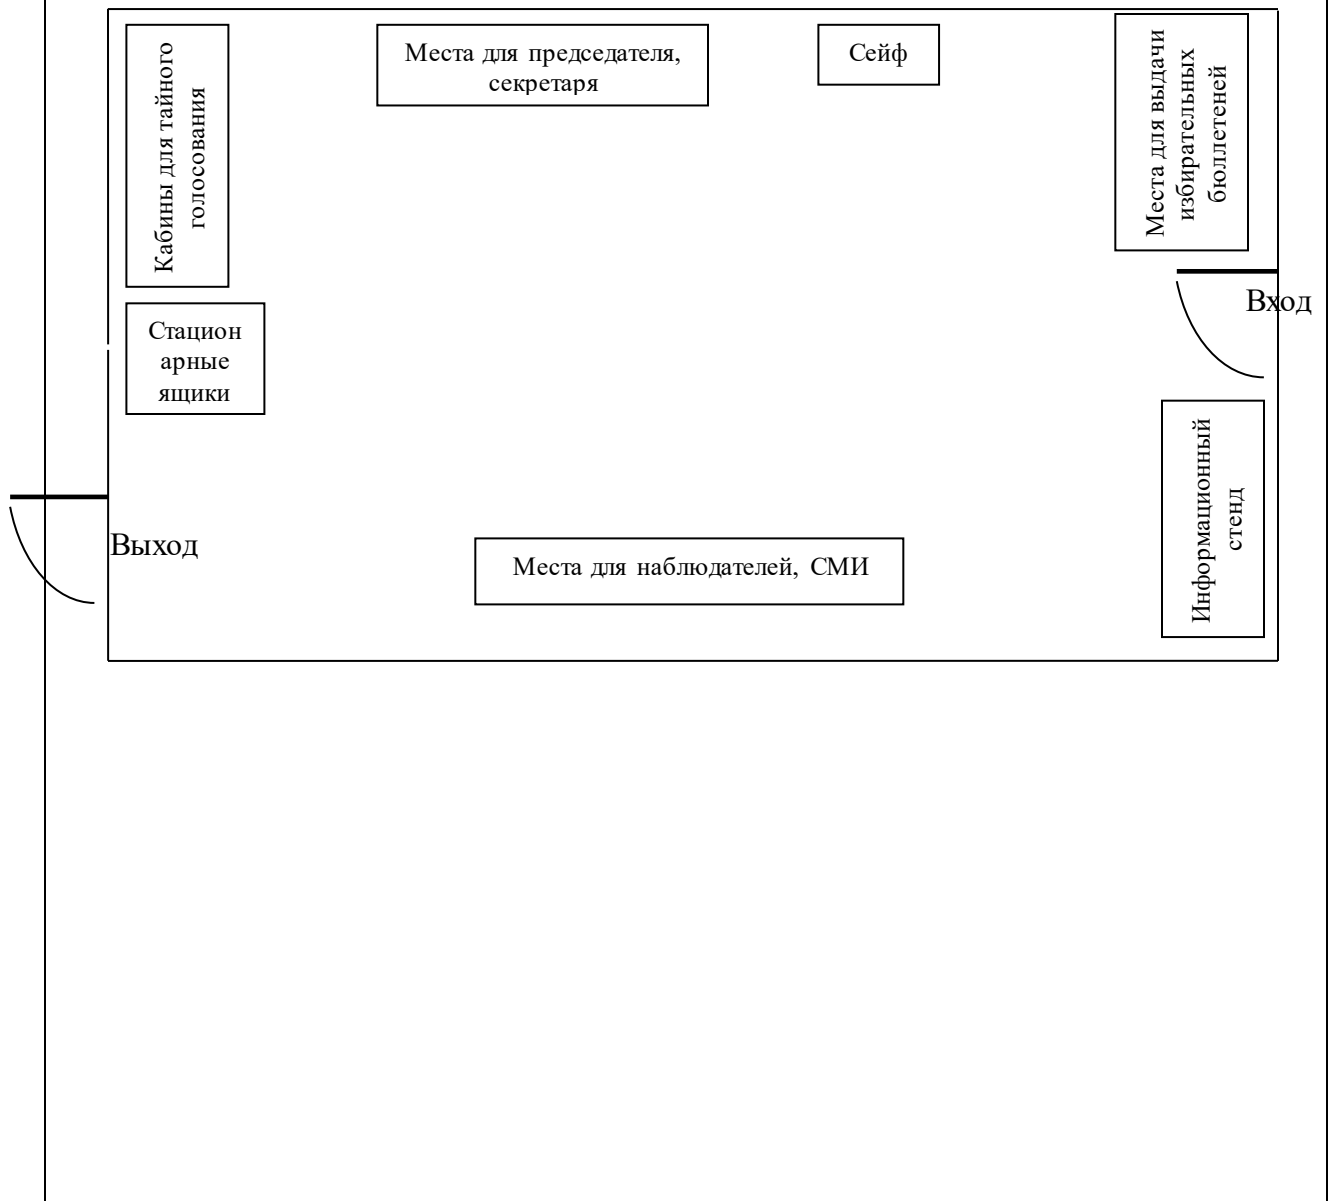 Кабины для тайного
голосования
Места для председателя,
секретаря
Сейф
Места для выдачи
избирательных
бюллетеней
Вход
Стацион
арные
ящики
Информационный
стенд
Выход
Места для наблюдателей, СМИ